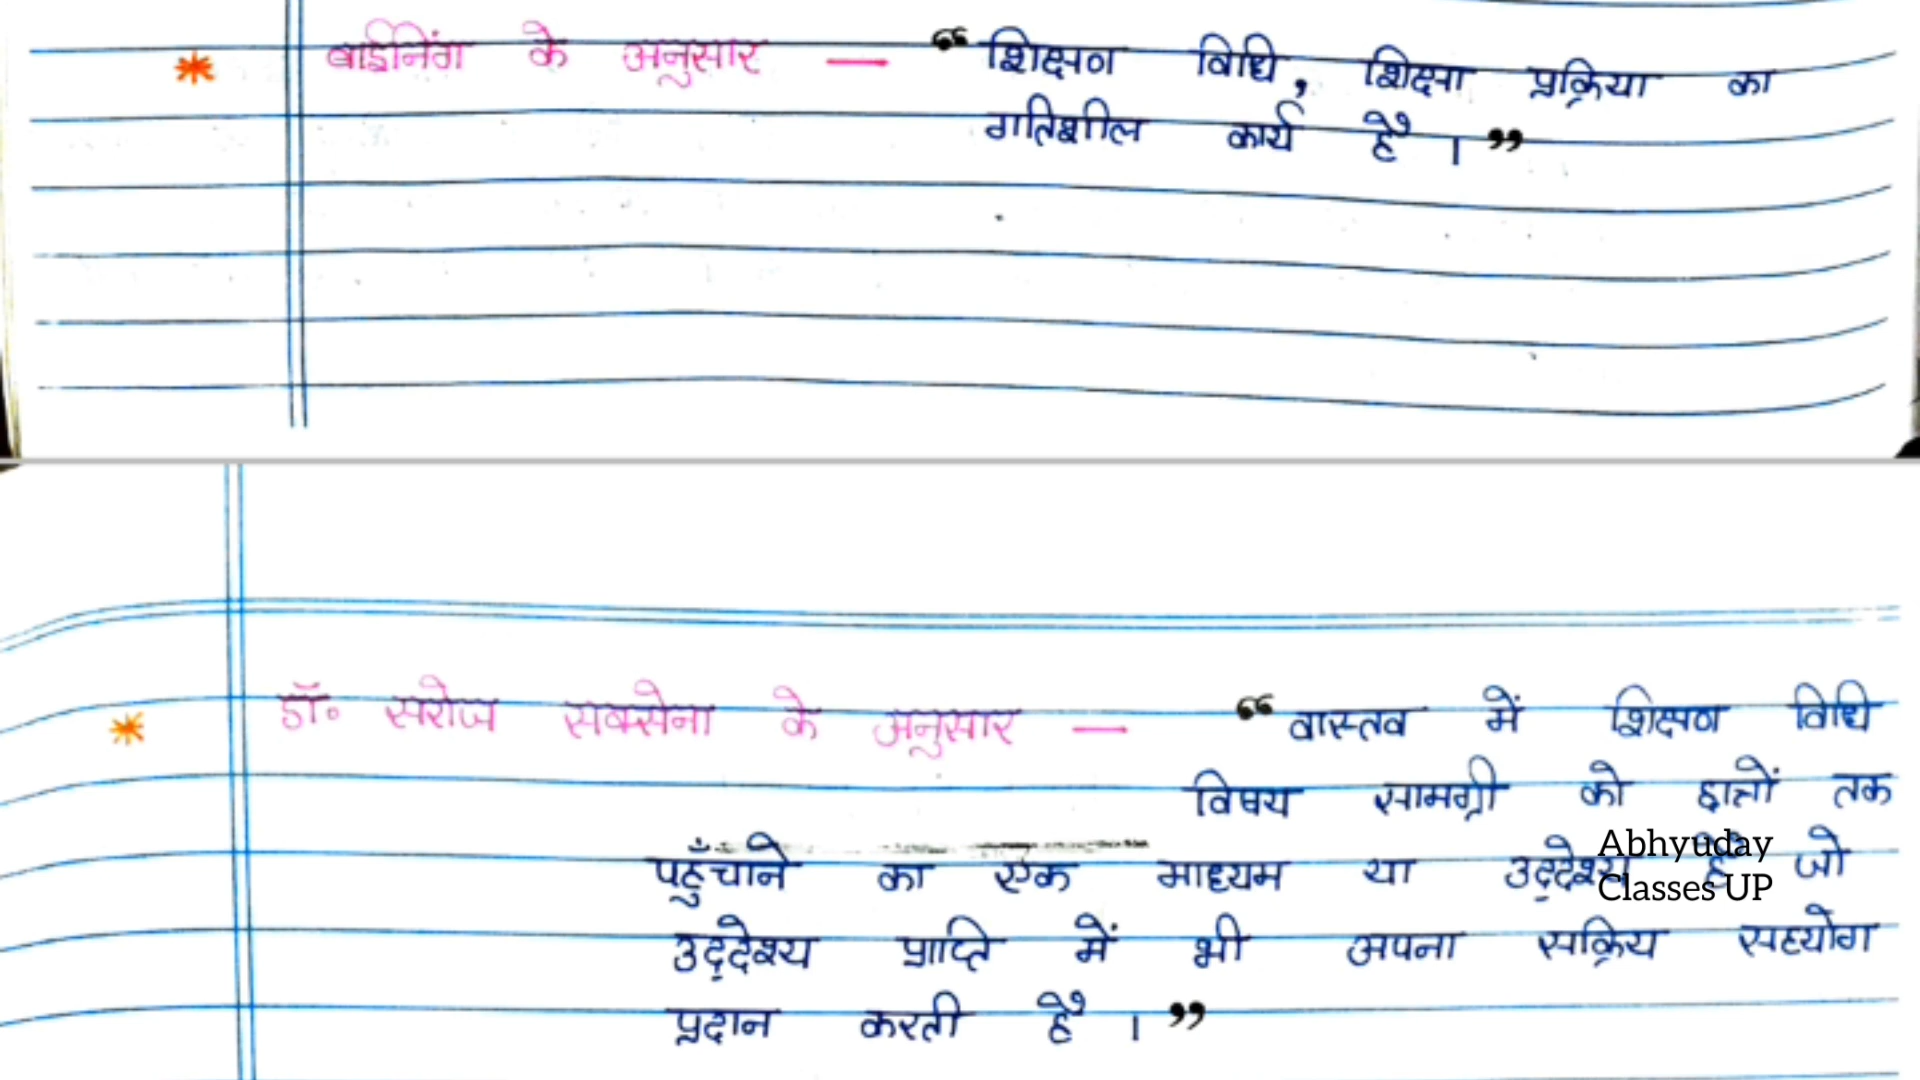 * बाईनिंग के अनुसार — “शिक्षण विधि, शिक्षा प्रक्रिया का
गतिशील कार्य है।”
* डॉ॰ सरोज सक्सेना के अनुसार — “वास्तव में शिक्षण विधि
विषय सामग्री को छात्रों तक
पहुँचाने का एक माध्यम या उद्देश्य है जो
उद्देश्य प्राप्ति में भी अपना सक्रिय सहयोग
प्रदान करती है।”
Abhyuday
Classes UP